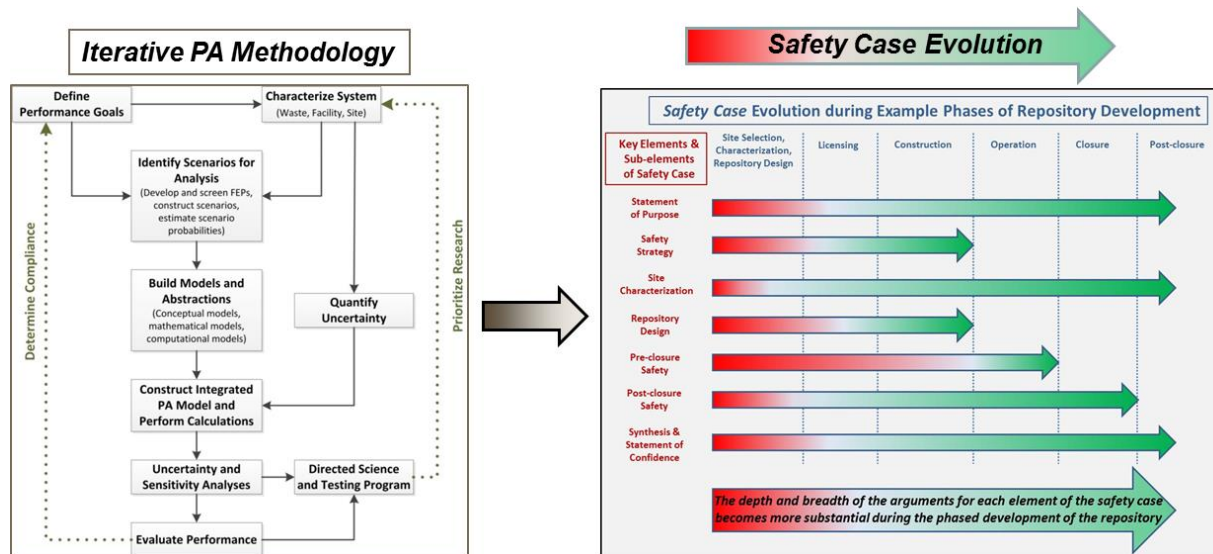 Iterative PA Methodology
Define
Performance Goals
Characterize System
(Waste, Facility, Site)
Identify Scenarios for
Analysis
(Develop and screen FEPs,
construct scenarios,
estimate scenario
probabilities)
Build Models and
Abstractions
(Conceptual models,
mathematical models,
computational models)
Quantify
Uncertainty
Construct Integrated
PA Model and
Perform Calculations
Uncertainty and
Sensitivity Analyses
Directed Science
and Testing Program
Evaluate Performance
Determine Compliance
Prioritize Research
Safety Case Evolution
Safety Case Evolution during Example Phases of Repository Development
Key Elements &
Sub-elements
of Safety Case
Site Selection,
Characterization,
Repository Design
Licensing
Construction
Operation
Closure
Post-closure
Statement
of Purpose
Safety
Strategy
Site
Characterization
Repository
Design
Pre-closure
Safety
Post-closure
Safety
Synthesis &
Statement of
Confidence
The depth and breadth of the arguments for each element of the safety case
becomes more substantial during the phased development of the repository